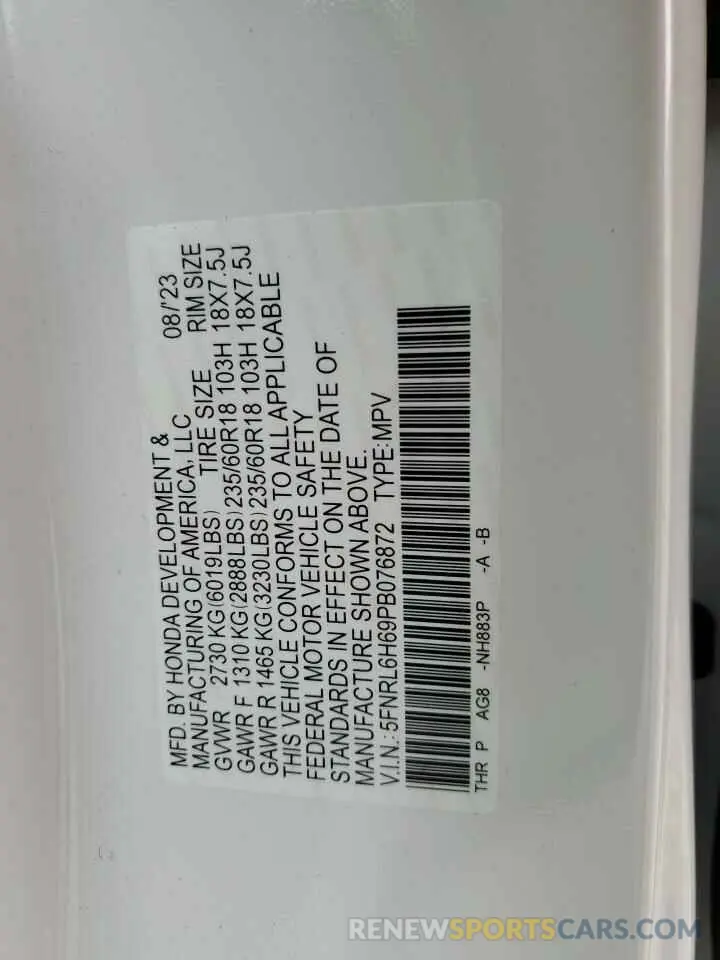 MFD. BY HONDA DEVELOPMENT &
MANUFACTURING OF AMERICA, LLC 08/'23
GVWR 2730 KG(6019LBS) TIRE SIZE RIM SIZE
GAWR F 1310 KG(2888LBS) 235/60R18 103H 18X7.5J
GAWR R 1465 KG(3230LBS) 235/60R18 103H 18X7.5J
THIS VEHICLE CONFORMS TO ALL APPLICABLE
FEDERAL MOTOR VEHICLE SAFETY
STANDARDS IN EFFECT ON THE DATE OF
MANUFACTURE SHOWN ABOVE.
V.I.N.: 5FNRL6H69PB076872 TYPE: MPV
THR P AG8 -NH883P -A -B
RENEWSPORTSCARS.COM